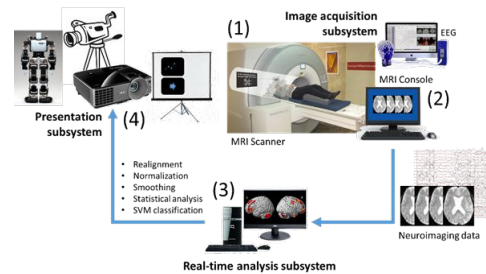 (1)
Image acquisition
subsystem
EEG
MRI Console
(2)
MRI Scanner
Presentation
subsystem
(4)
• Realignment
• Normalization
• Smoothing
• Statistical analysis
• SVM classification
(3)
Neuroimaging data
Real-time analysis subsystem